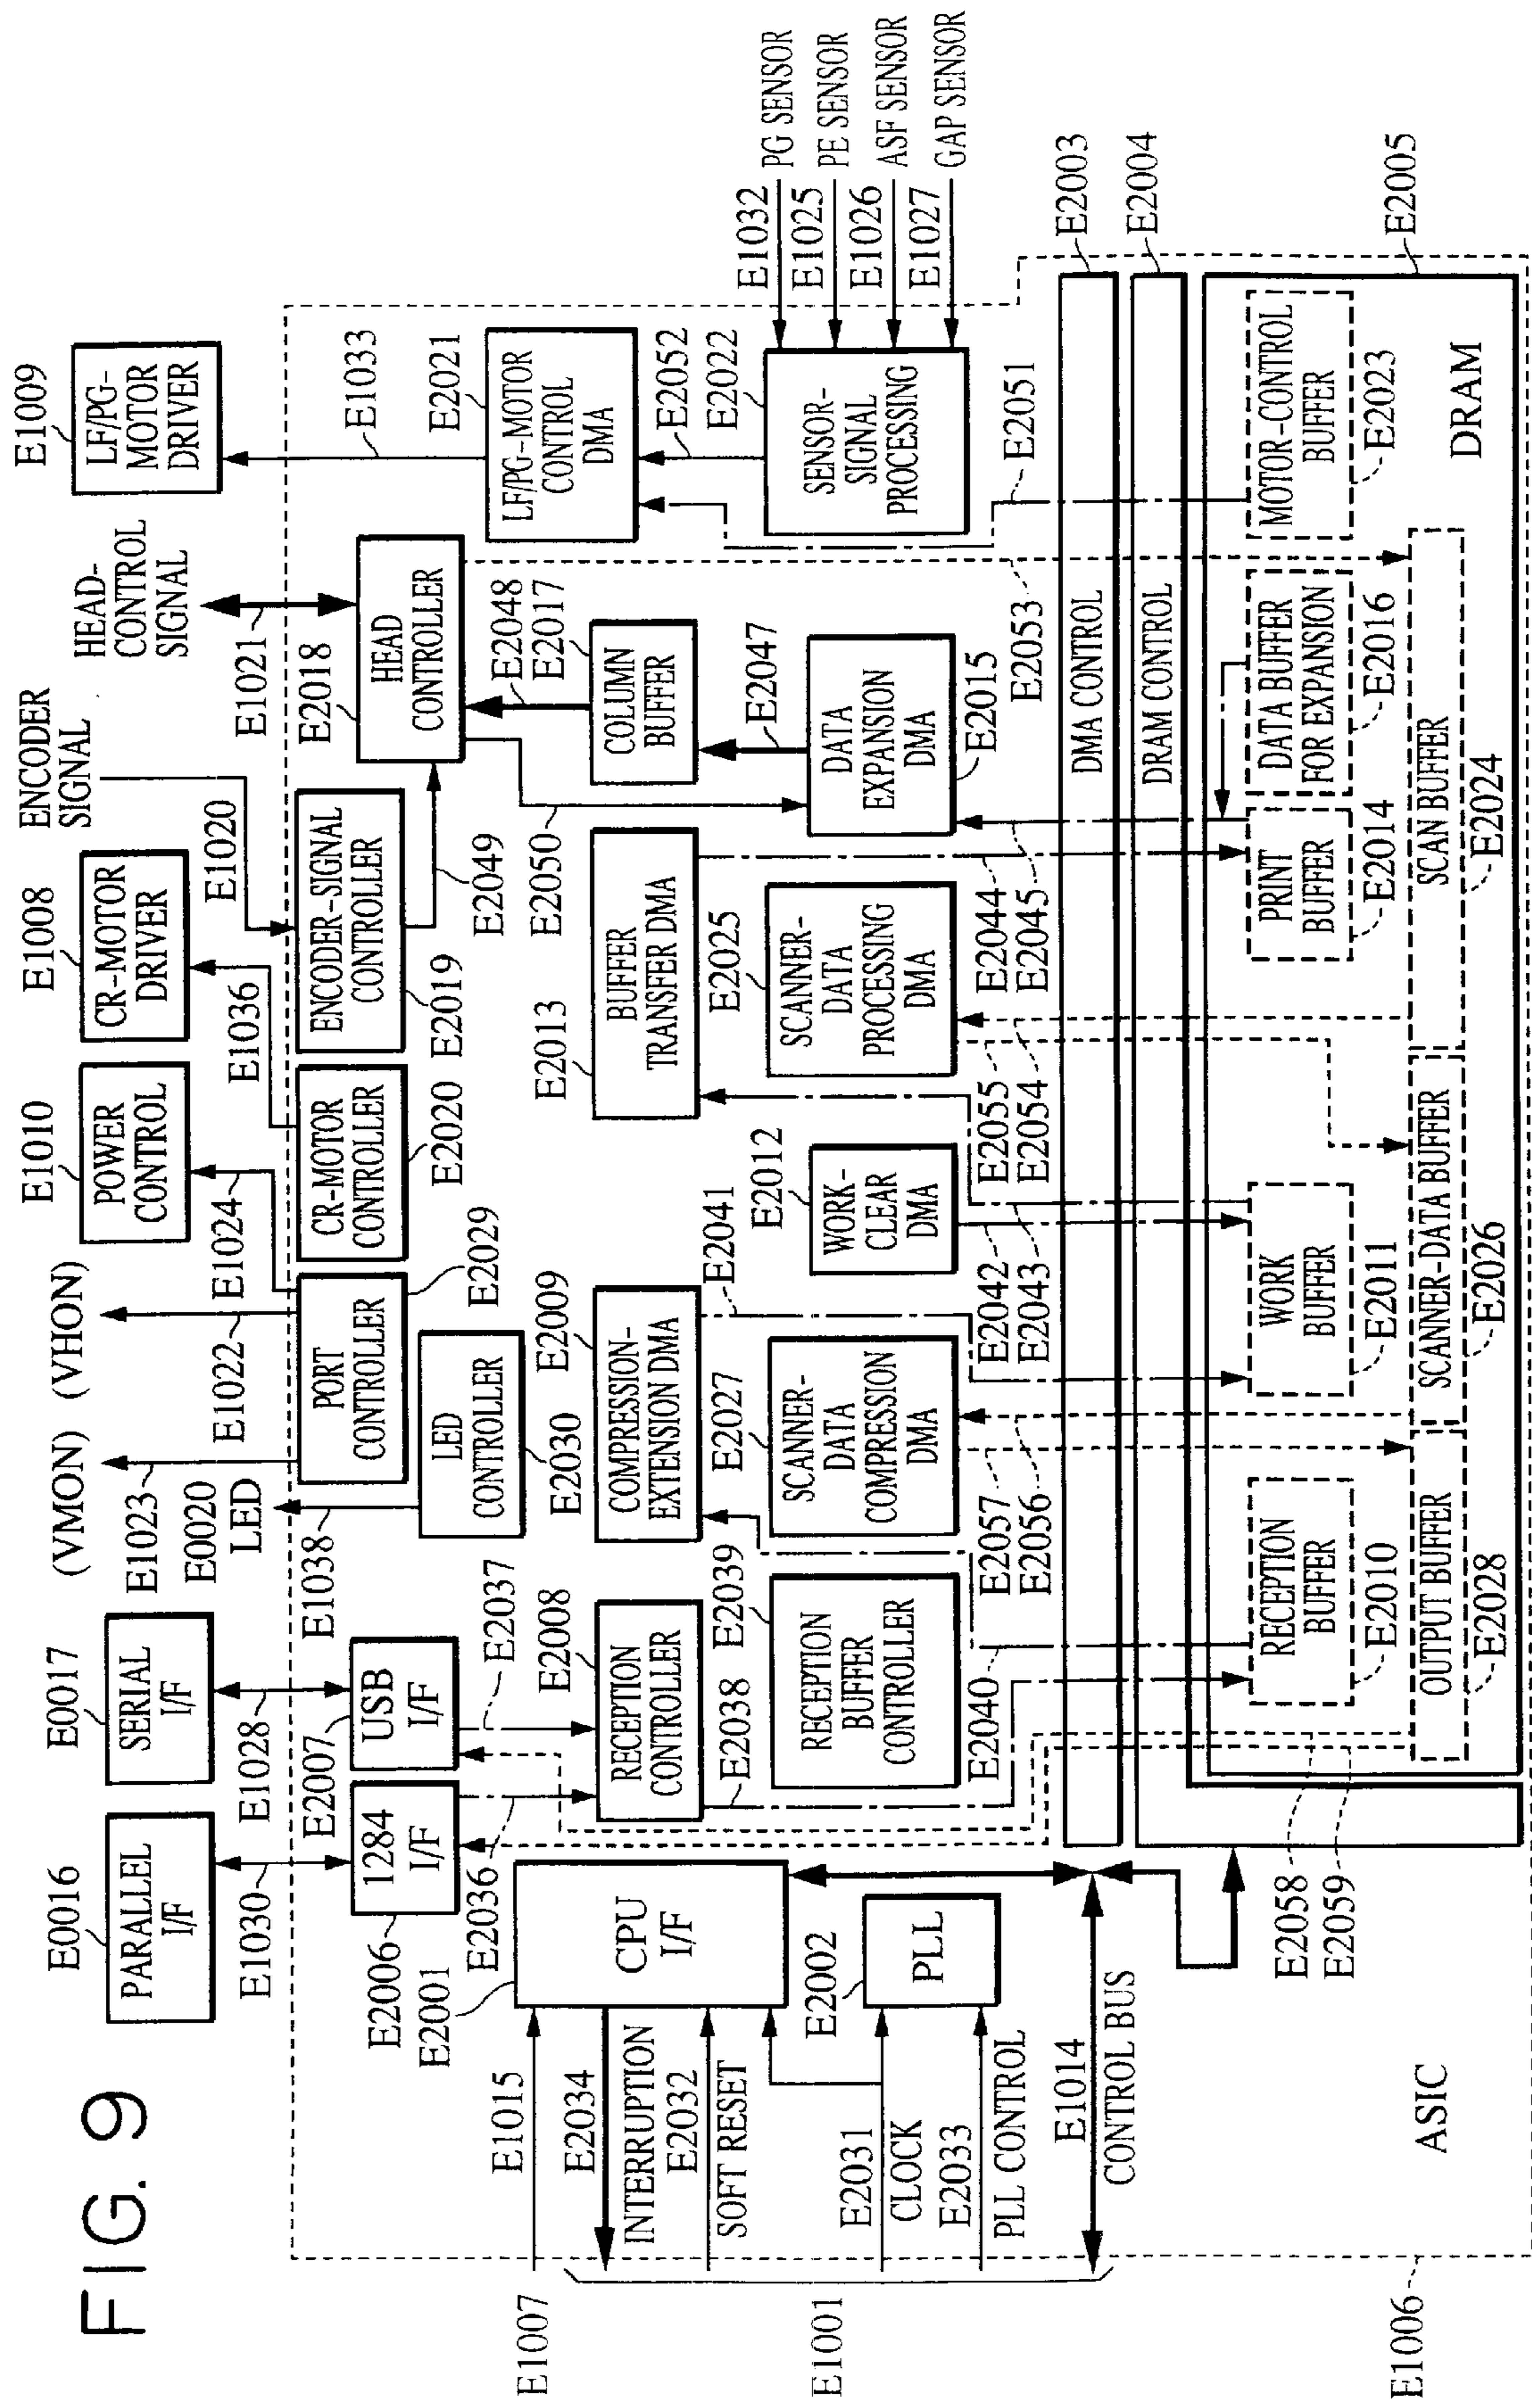 FIG. 9
E0016
PARALLEL
I/F
E1030
E0017
SERIAL
I/F
E1028
(VMON)
E1023
E0020
LED
E1038
(VHON)
E1022
E1010
POWER
CONTROL
E1024
E1008
CR-MOTOR
DRIVER
E1036
ENCODER
SIGNAL
E1020
HEAD-
CONTROL
SIGNAL
E1021
E1009
LF/PG-
MOTOR
DRIVER
E1033
E2006
1284
I/F
E2036
E2007
USB
I/F
E2037
PORT
CONTROLLER
E2029
LED
CONTROLLER
E2030
CR-MOTOR
CONTROLLER
E2020
ENCODER-SIGNAL
CONTROLLER
E2019
E2049
E2018
HEAD
CONTROLLER
E2050
E2048
E2017
COLUMN
BUFFER
E2047
E2021
LF/PG-MOTOR
CONTROL
DMA
E2052
E2022
SENSOR-
SIGNAL
PROCESSING
E1032
PG SENSOR
E1025
PE SENSOR
E1026
ASF SENSOR
E1027
GAP SENSOR
E1007
E1015
E2034
INTERRUPTION
E2032
SOFT RESET
E1001
E2031
CLOCK
E2033
PLL CONTROL
E1014
CONTROL BUS
E2001
CPU
I/F
E2002
PLL
E2008
RECEPTION
CONTROLLER
E2038
E2039
RECEPTION
BUFFER
CONTROLLER
E2040
E2009
COMPRESSION-
EXTENSION DMA
E2041
E2027
SCANNER-
DATA
COMPRESSION
DMA
E2057
E2056
E2012
WORK-
CLEAR
DMA
E2042
E2043
E2013
BUFFER
TRANSFER DMA
E2025
SCANNER-
DATA
PROCESSING
DMA
E2055
E2054
E2044
E2045
DATA
EXPANSION
DMA
E2015
E2053
E2051
DMA CONTROL
E2003
DRAM CONTROL
E2004
E2005
E2058
E2059
RECEPTION
BUFFER
E2010
OUTPUT BUFFER
E2028
WORK
BUFFER
E2011
SCANNER-DATA BUFFER
E2026
PRINT
BUFFER
E2014
DATA BUFFER
FOR EXPANSION
E2016
SCAN BUFFER
E2024
MOTOR-CONTROL
BUFFER
E2023
DRAM
ASIC
E1006